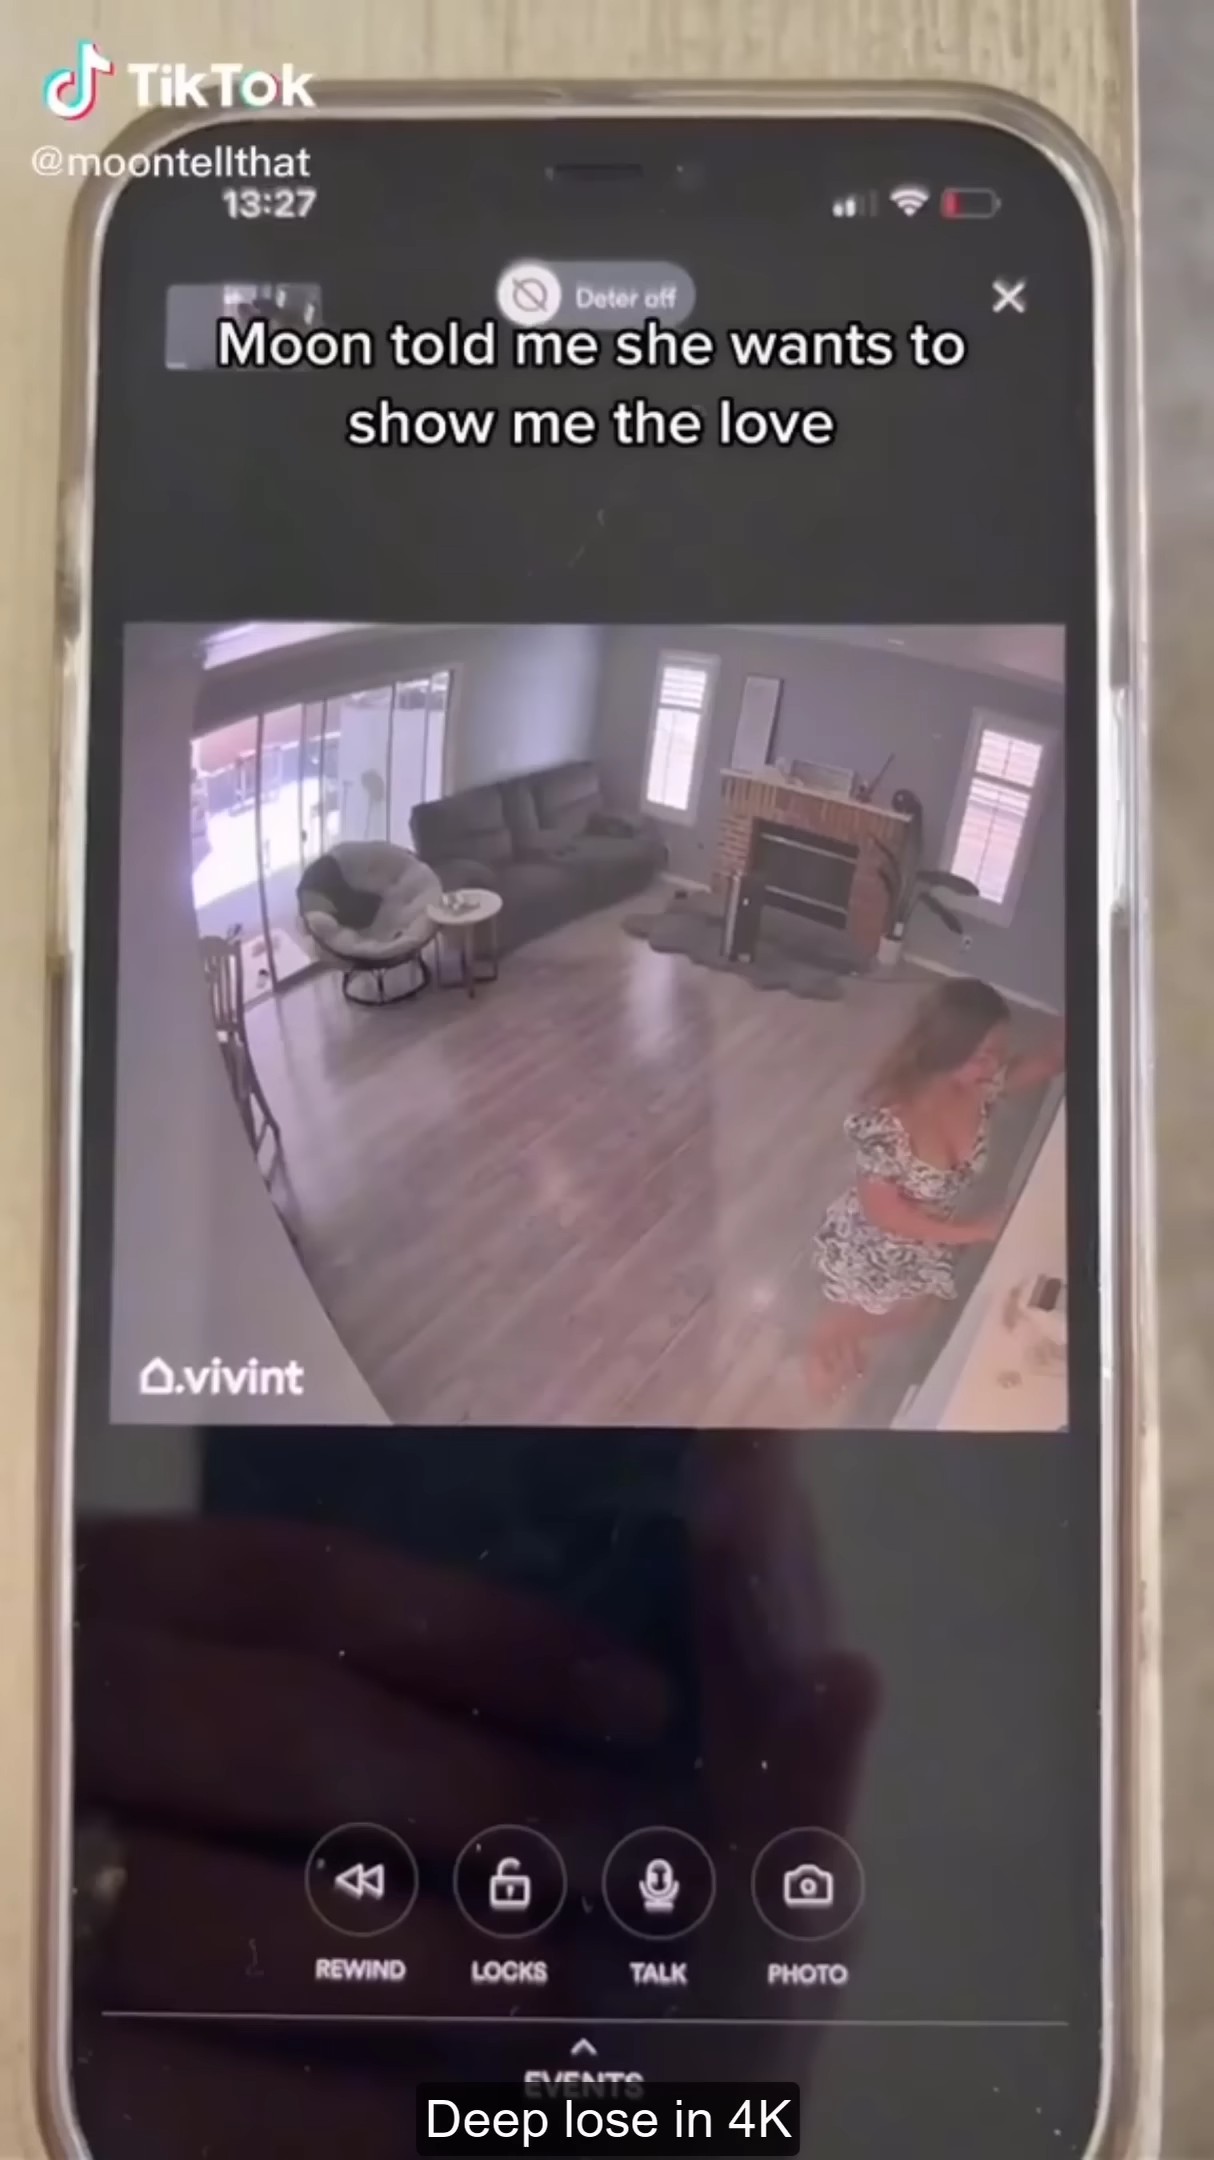 TikTok
@moontellthat
13:27
Deter off
Moon told me she wants to
show me the love
vivint
REWIND LOCKS TALK PHOTO
EVENTS
Deep lose in 4K